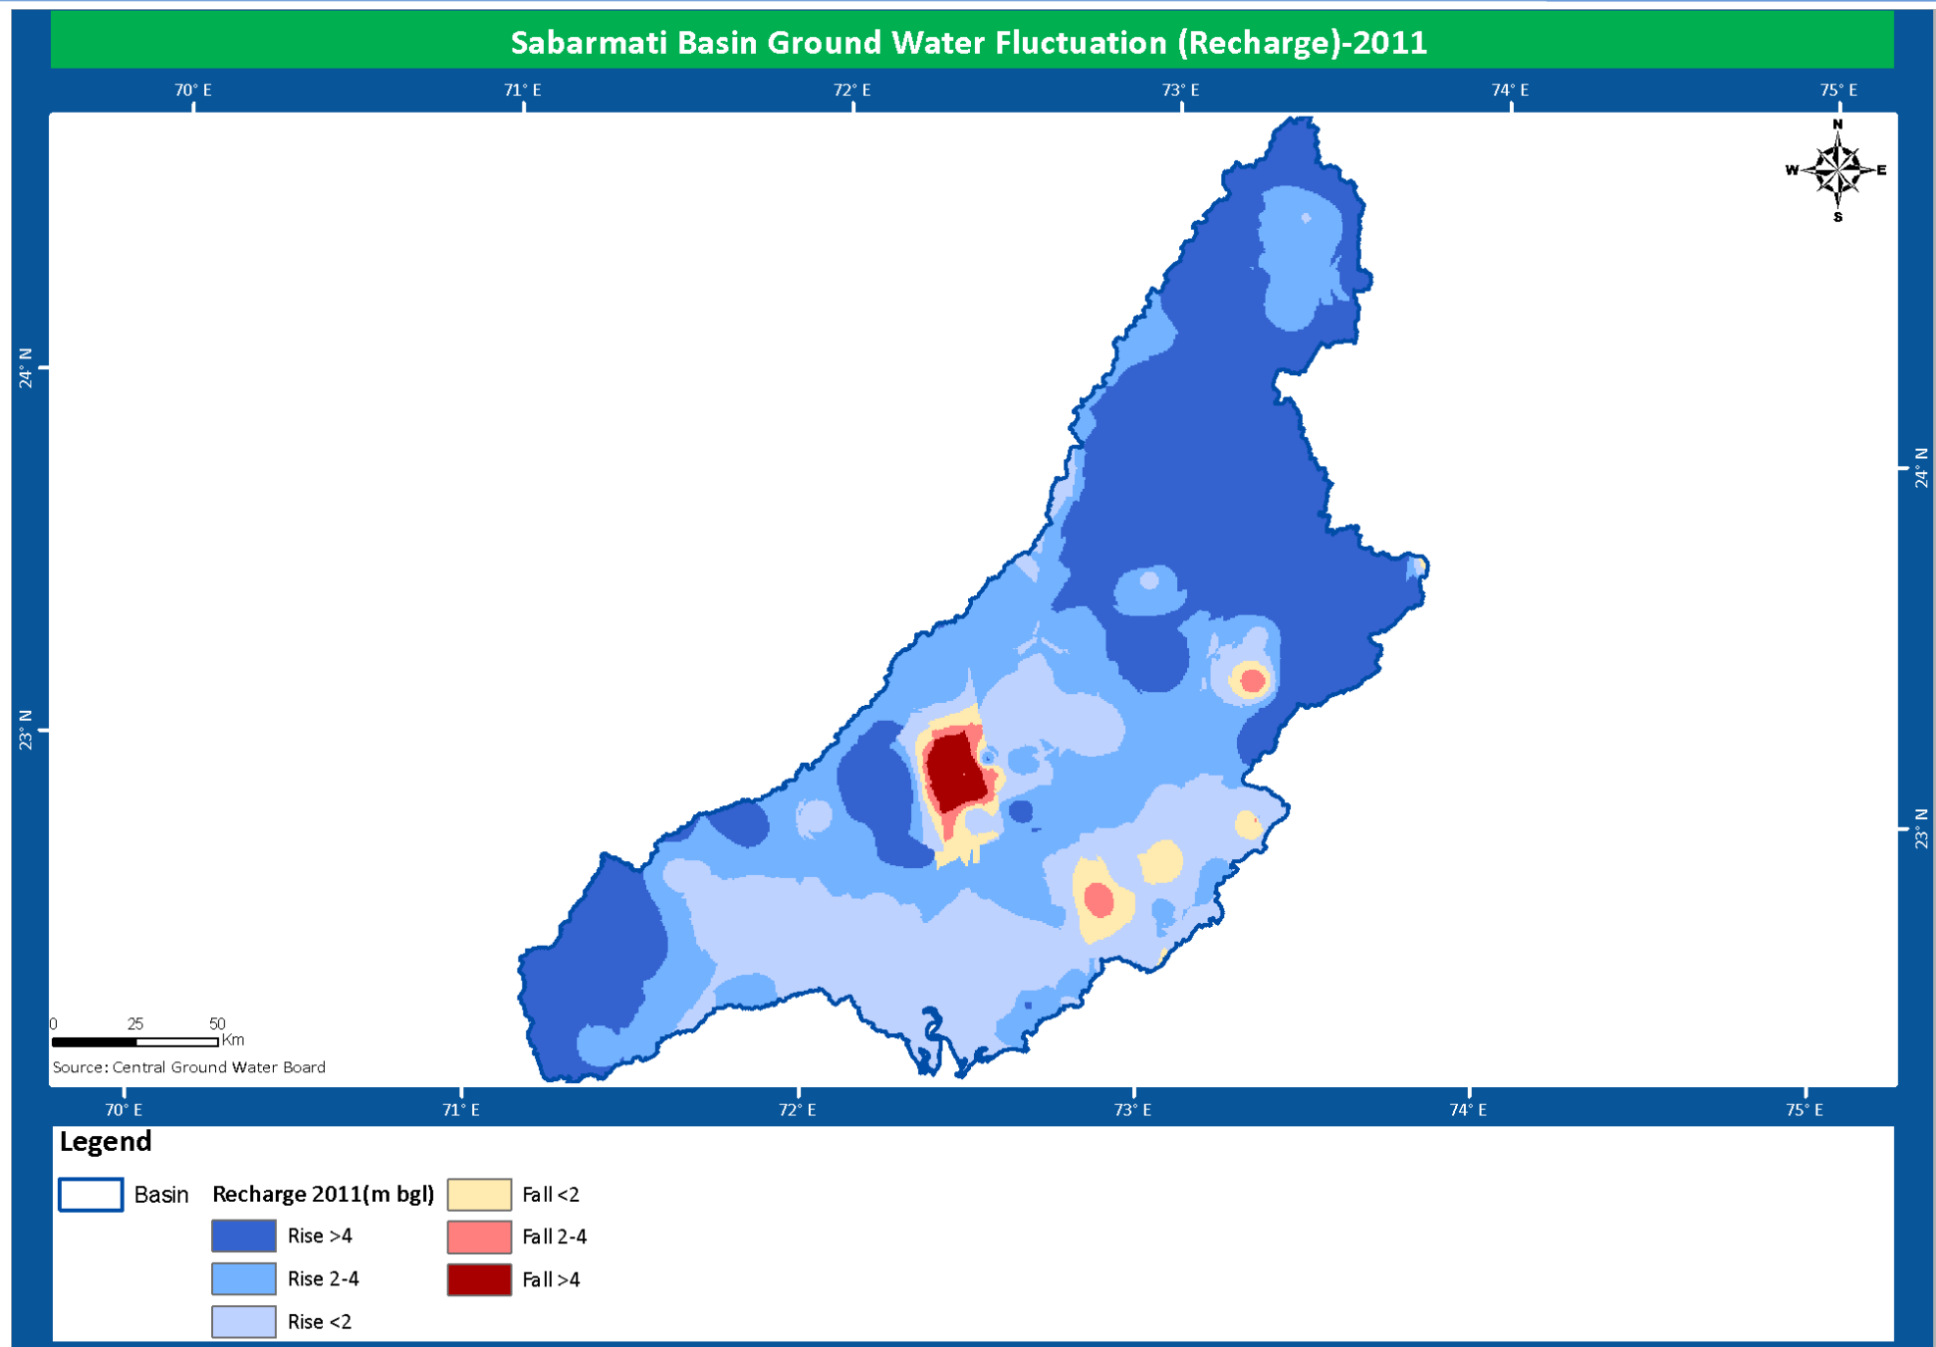 Sabarmati Basin Ground Water Fluctuation (Recharge)-2011
70° E 71° E 72° E 73° E 74° E 75° E
N
W E
S
24° N
24° N
23° N
23° N
0 25 50
Km
Source: Central Ground Water Board
70° E 71° E 72° E 73° E 74° E 75° E
Legend
Basin
Recharge 2011(m bgl)
Rise >4
Rise 2-4
Rise <2
Fall <2
Fall 2-4
Fall >4